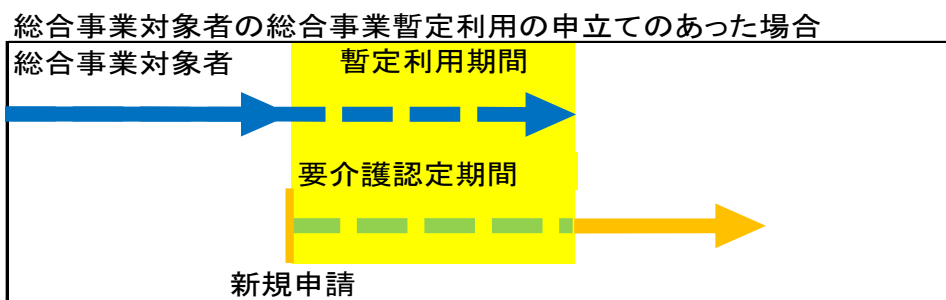 総合事業対象者の総合事業暫定利用の申立てのあった場合
総合事業対象者
暫定利用期間
要介護認定期間
新規申請